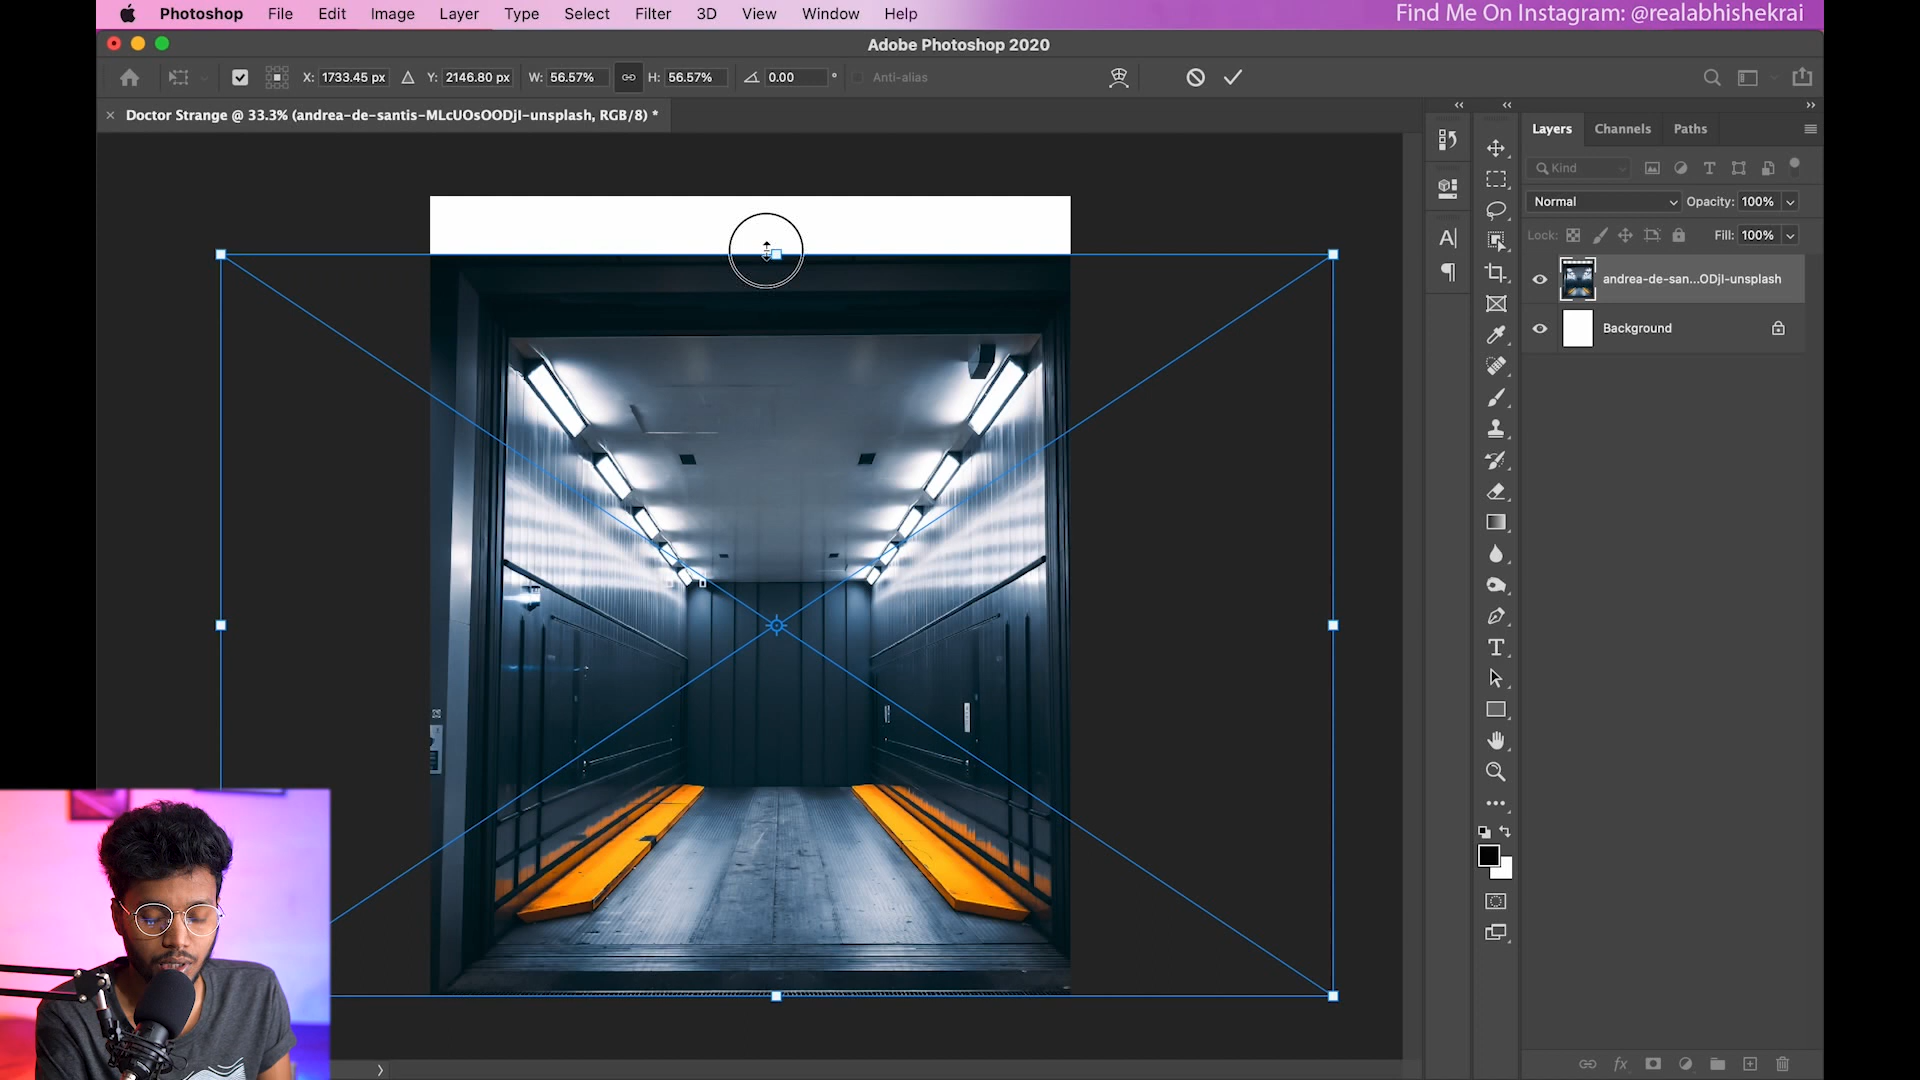 Photoshop File Edit Image Layer Type Select Filter 3D View Window Help
Find Me On Instagram: @realabhishekrai
Adobe Photoshop 2020
X: 1733.45 px Y: 2146.80 px W: 56.57% H: 56.57% 0.00 ° Anti-alias
Doctor Strange @ 33.3% (andrea-de-santis-MLcUOsOODjI-unsplash, RGB/8) *
Layers Channels Paths
Kind
Normal Opacity: 100%
Lock: Fill: 100%
andrea-de-san...ODjI-unsplash
Background